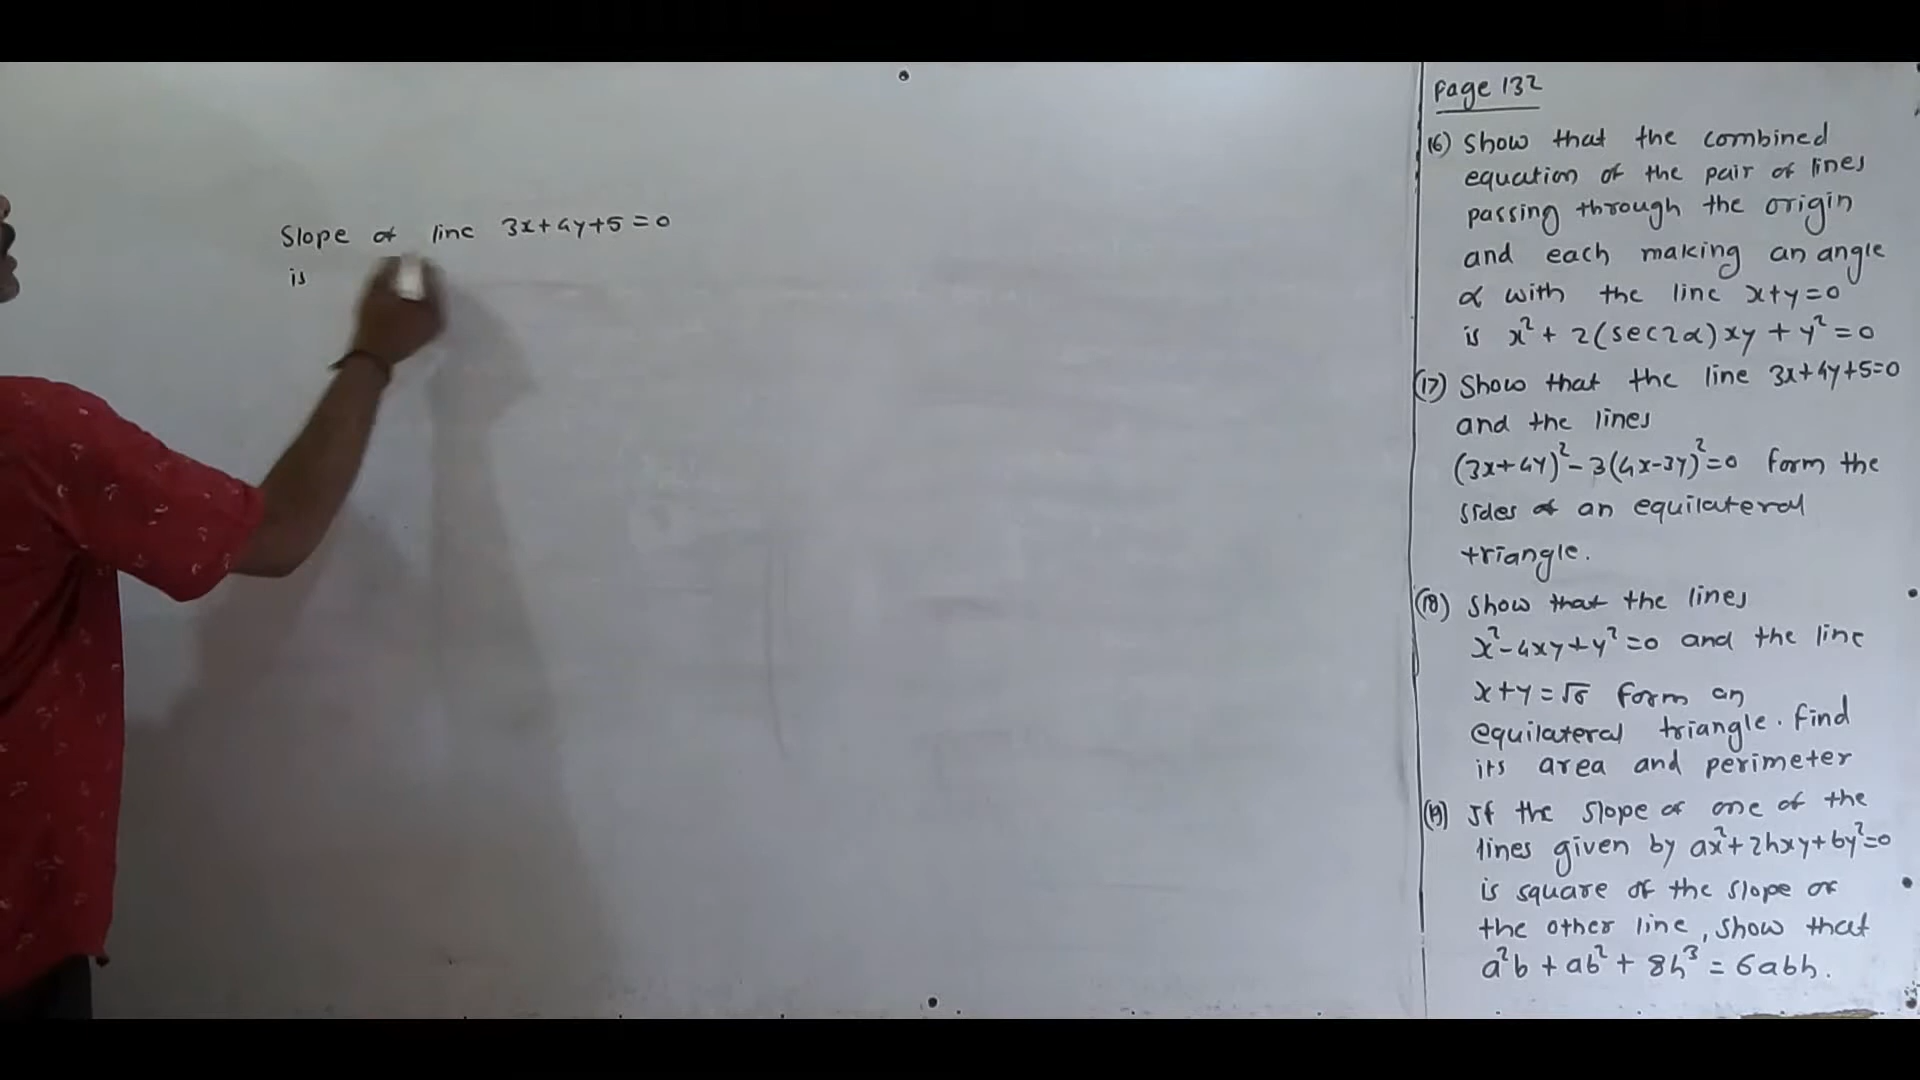 Slope of line 3x+4y+5=0
is
Page 132
(16) Show that the combined
equation of the pair of lines
passing through the origin
and each making an angle
α with the line x+y=0
is x²+2(sec2α)xy+y²=0
(17) Show that the line 3x+4y+5=0
and the lines
(3x+4y)²-3(4x-3y)²=0 form the
sides of an equilateral
triangle.
(18) Show that the lines
x²-4xy+y²=0 and the line
x+y=√6 form an
equilateral triangle. Find
its area and perimeter
(19) If the slope of one of the
lines given by ax²+2hxy+by²=0
is square of the slope of
the other line, show that
a²b+ab²+8h³=6abh.